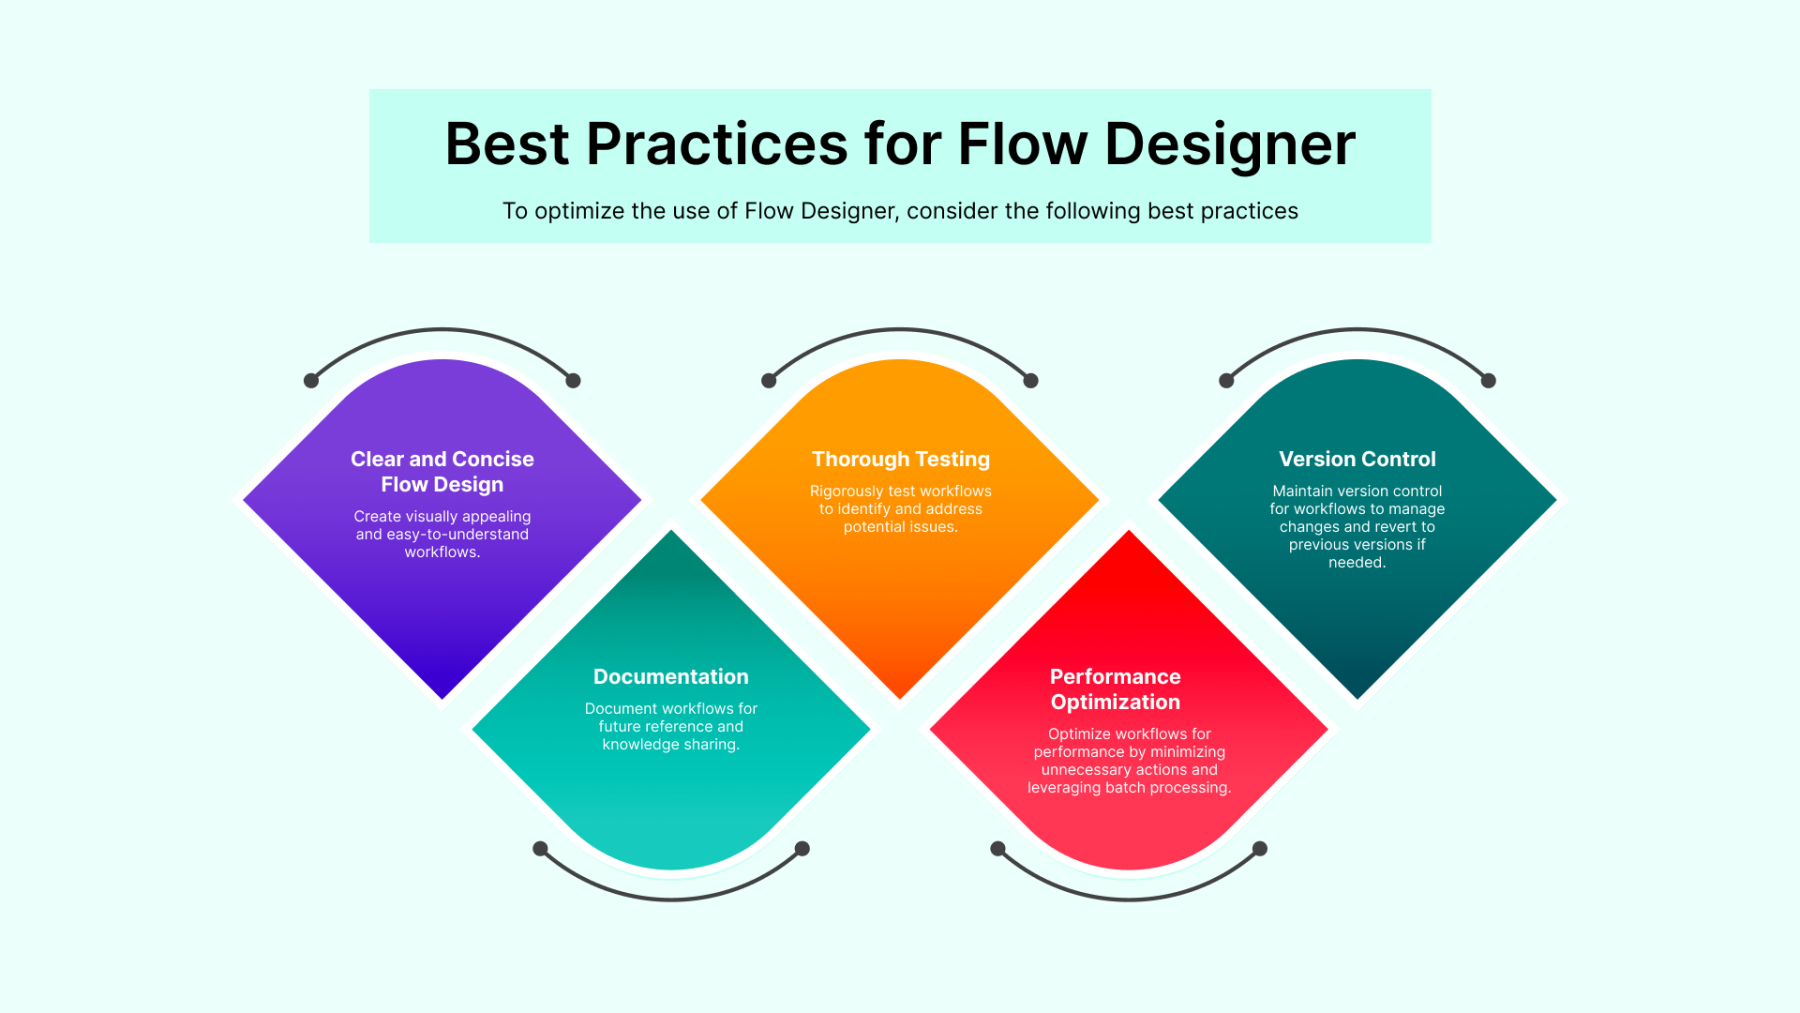 Best Practices for Flow Designer
To optimize the use of Flow Designer, consider the following best practices
Clear and Concise
Flow Design
Create visually appealing
and easy-to-understand
workflows.
Documentation
Document workflows for
future reference and
knowledge sharing.
Thorough Testing
Rigorously test workflows
to identify and address
potential issues.
Performance
Optimization
Optimize workflows for
performance by minimizing
unnecessary actions and
leveraging batch processing.
Version Control
Maintain version control
for workflows to manage
changes and revert to
previous versions if
needed.